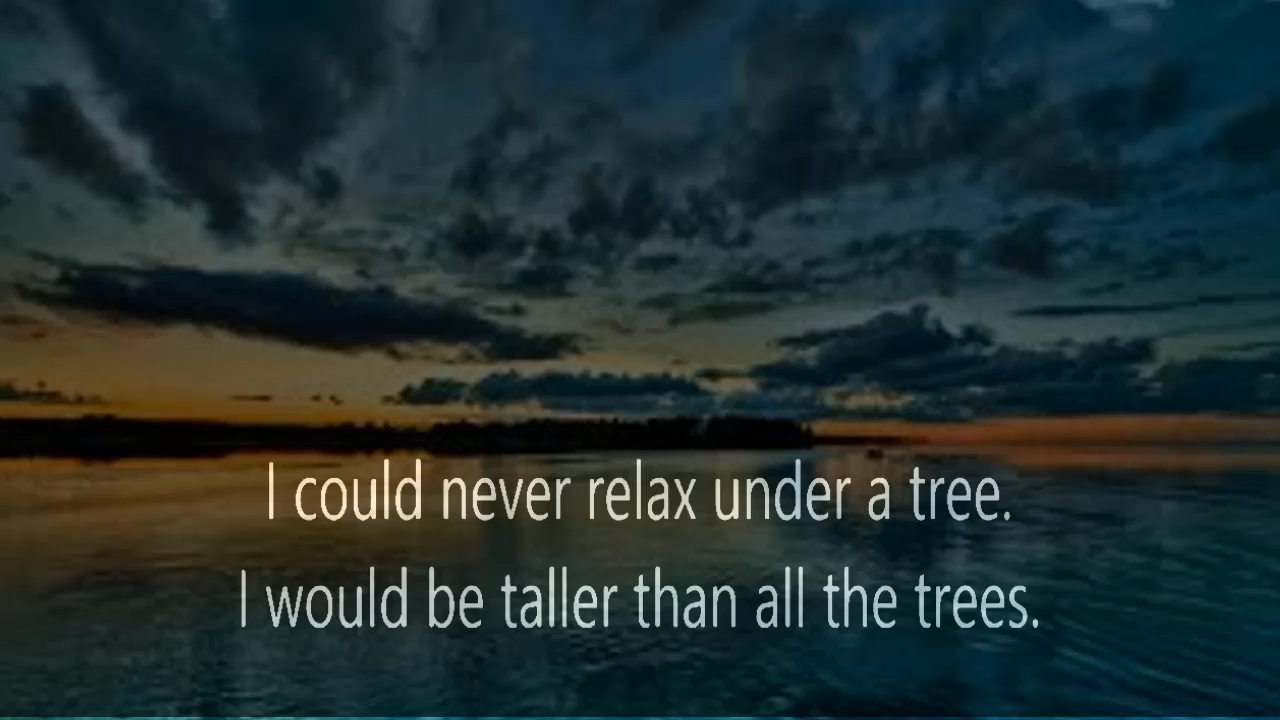 I could never relax under a tree.
I would be taller than all the trees.